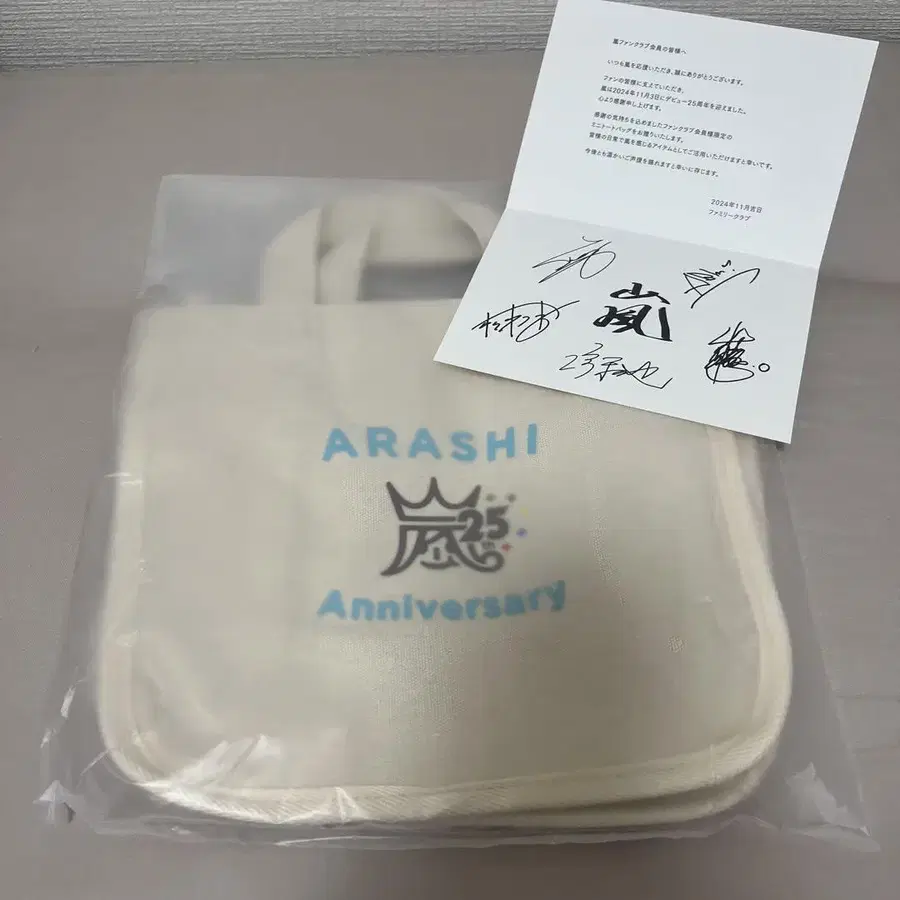 嵐ファンクラブ会員の皆様へ
いつも嵐を応援いただき、誠にありがとうございます。
ファンの皆様に支えていただき、
嵐は2024年11月3日にデビュー25周年を迎えました。
心より感謝申し上げます。
感謝の気持ちを込めましたファンクラブ会員様限定の
ミニトートバッグをお贈りいたします。
皆様の日常で嵐を感じるアイテムとしてご活用いただけますと幸いです。
今後とも温かいご声援を賜れますと幸いに存じます。
2024年11月吉日
ファミリークラブ
嵐
ARASHI
嵐 25th
Anniversary